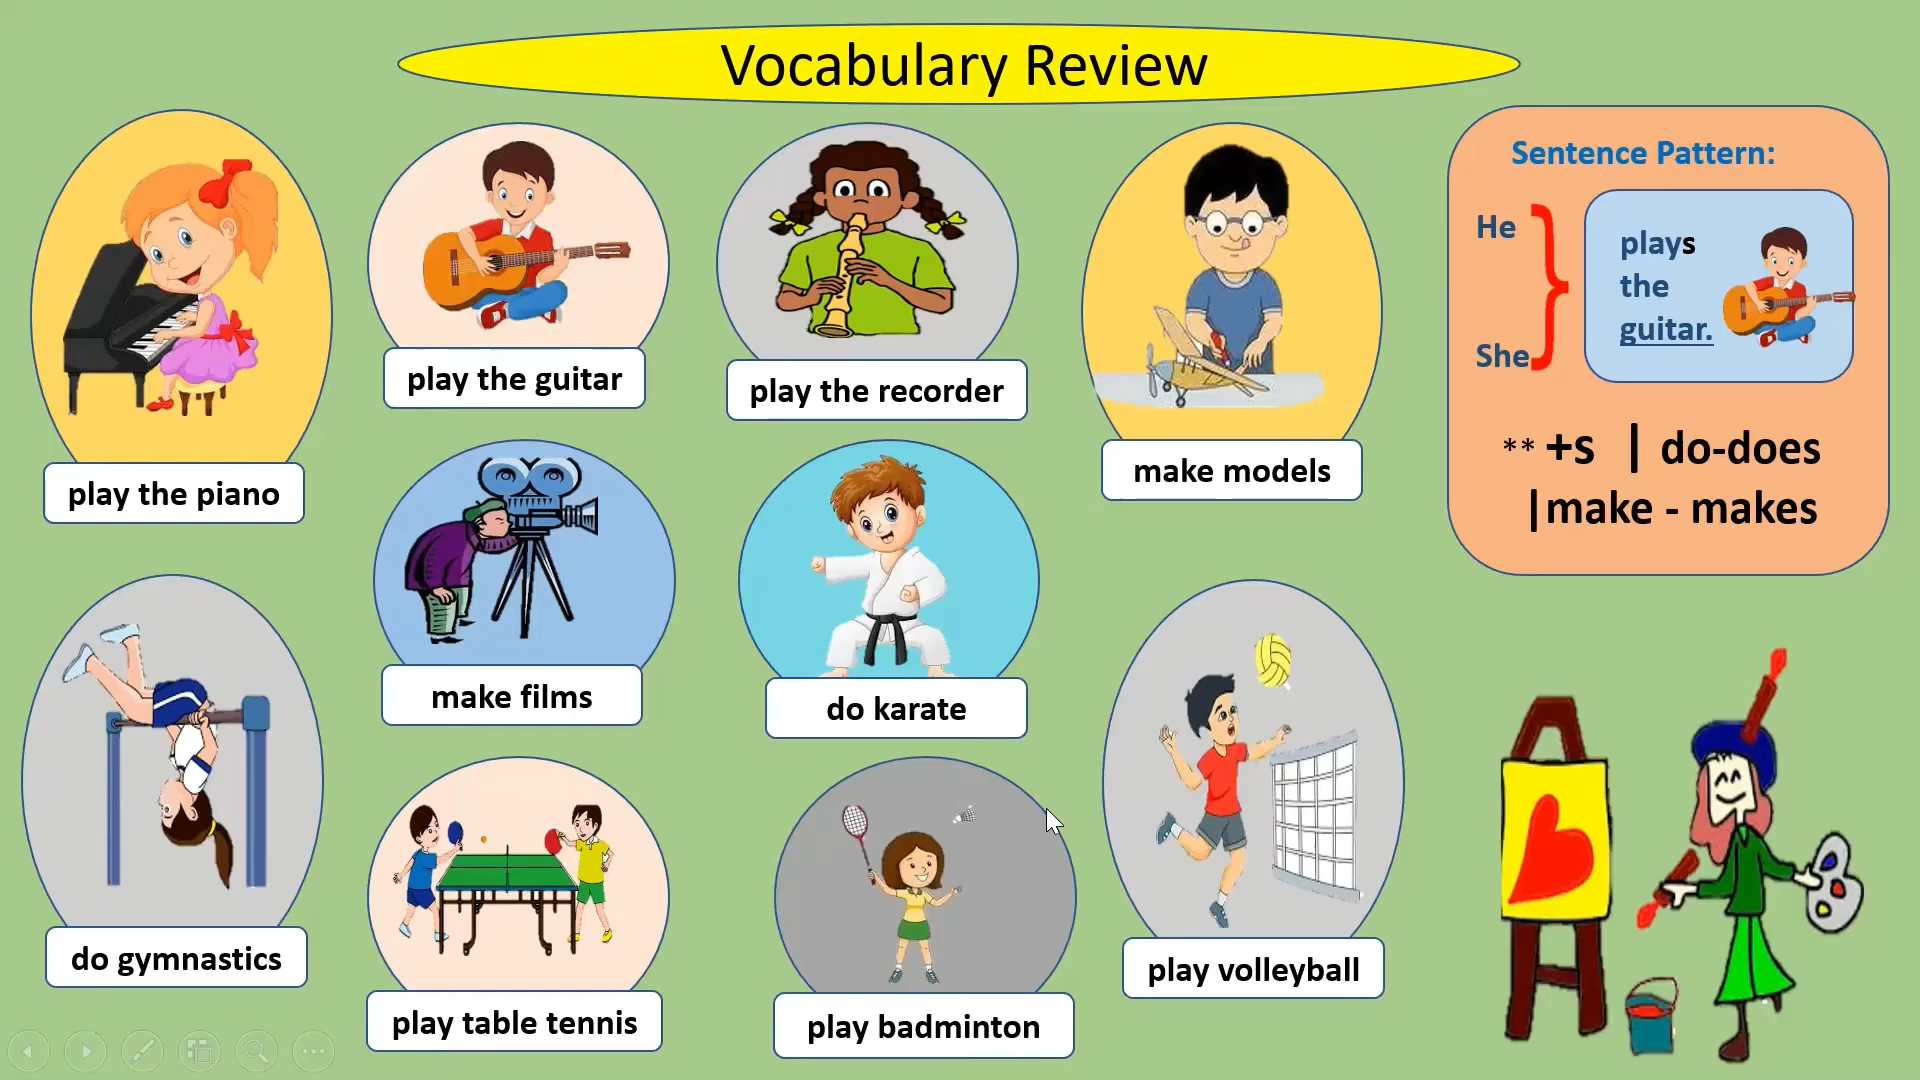 Vocabulary Review
play the piano
play the guitar
play the recorder
make models
Sentence Pattern:
He
She
plays
the
guitar.
** +s | do-does
|make - makes
do gymnastics
make films
do karate
play table tennis
play badminton
play volleyball